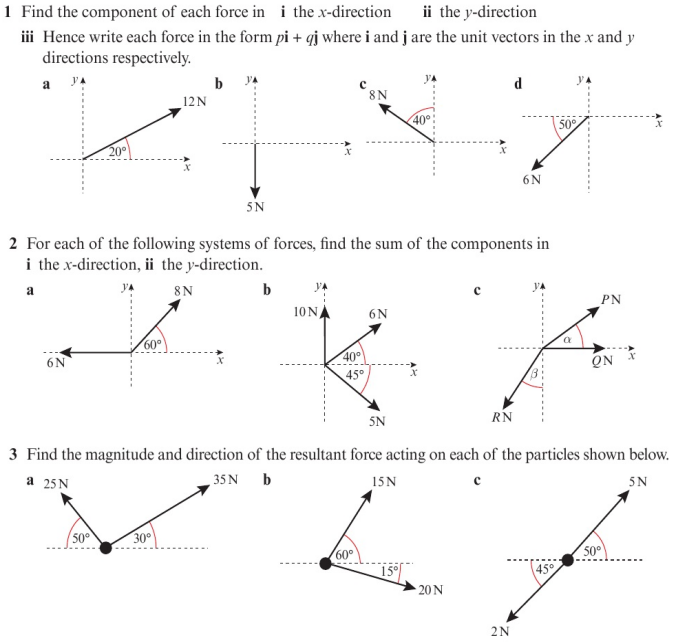 1 Find the component of each force in i the x-direction ii the y-direction
iii Hence write each force in the form pi + qj where i and j are the unit vectors in the x and y
directions respectively.
a y 12 N 20° x
b y x 5 N
c 8 N y 40° x
d y 50° x 6 N
2 For each of the following systems of forces, find the sum of the components in
i the x-direction, ii the y-direction.
a y 8 N 60° 6 N x
b y 10 N 6 N 40° 45° x 5N
c y PN α QN x β RN
3 Find the magnitude and direction of the resultant force acting on each of the particles shown below.
a 25 N 35 N 50° 30°
b 15 N 60° 15° 20 N
c 5 N 50° 45° 2 N